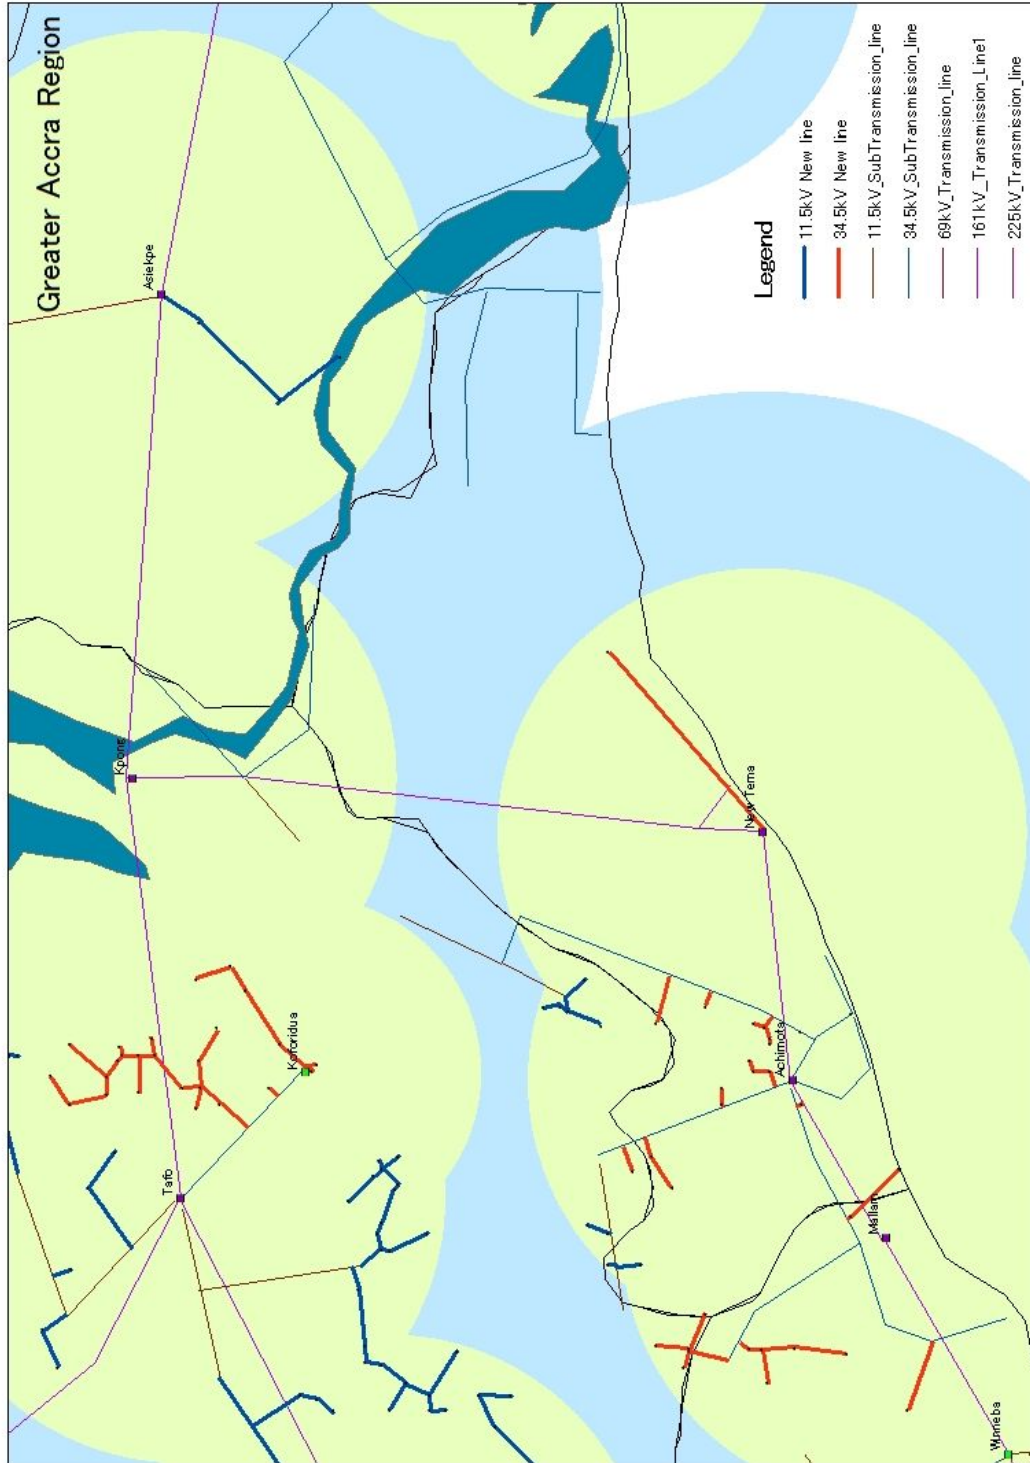 Greater Accra Region
Asiekpe
Kpong
Tafo
Koforidua
New Tema
Achimota
Mallam
Winneba
Legend
11.5kV New line
34.5kV New line
11.5kV_SubTransmission_line
34.5kV_SubTransmission_line
69kV_Transmission_line
161kV_Transmission_Line1
225kV_Transmission_line